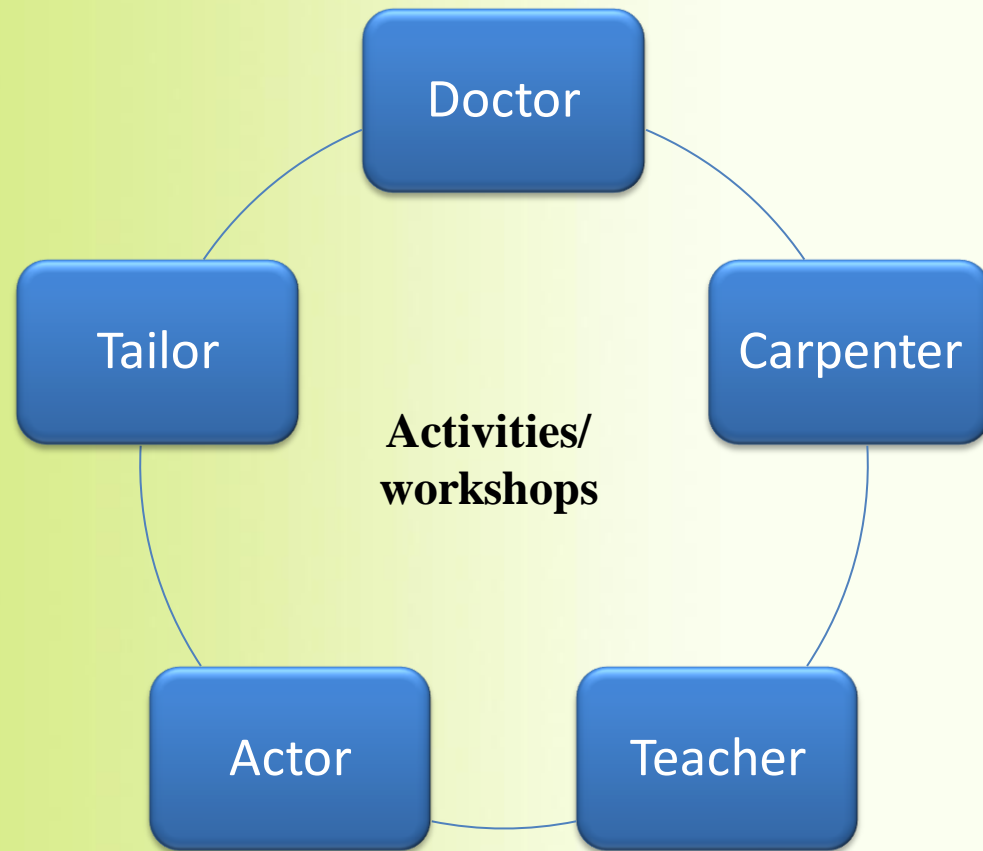 Doctor
Tailor
Carpenter
Activities/
workshops
Actor
Teacher